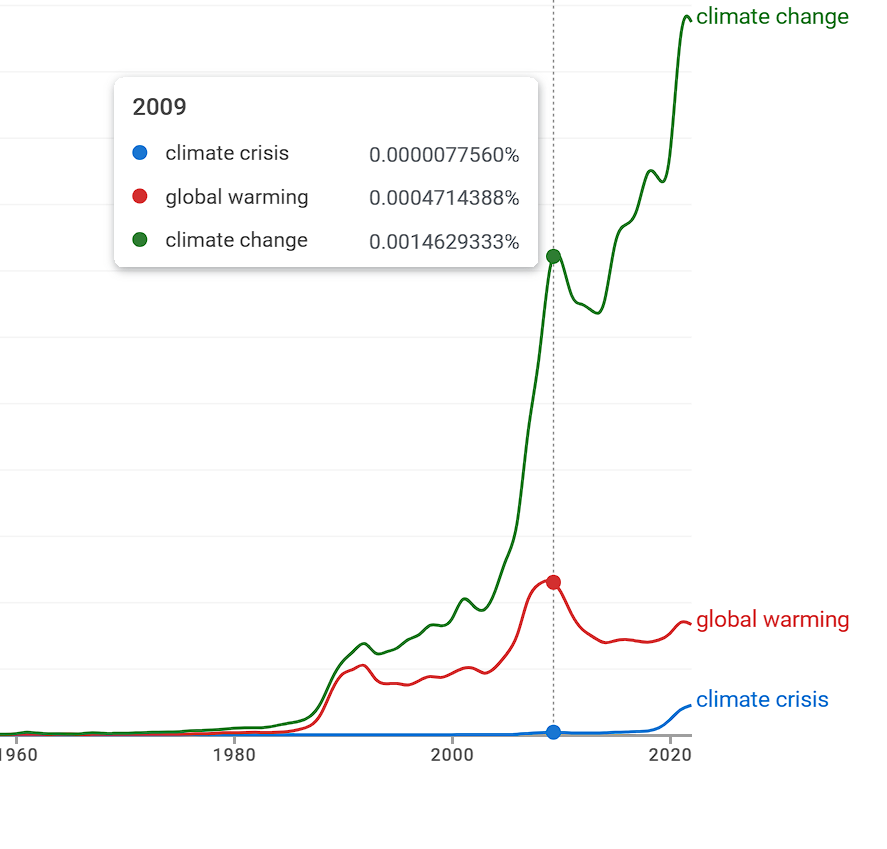 climate change
2009
climate crisis 0.0000077560%
global warming 0.0004714388%
climate change 0.0014629333%
global warming
climate crisis
1960 1980 2000 2020